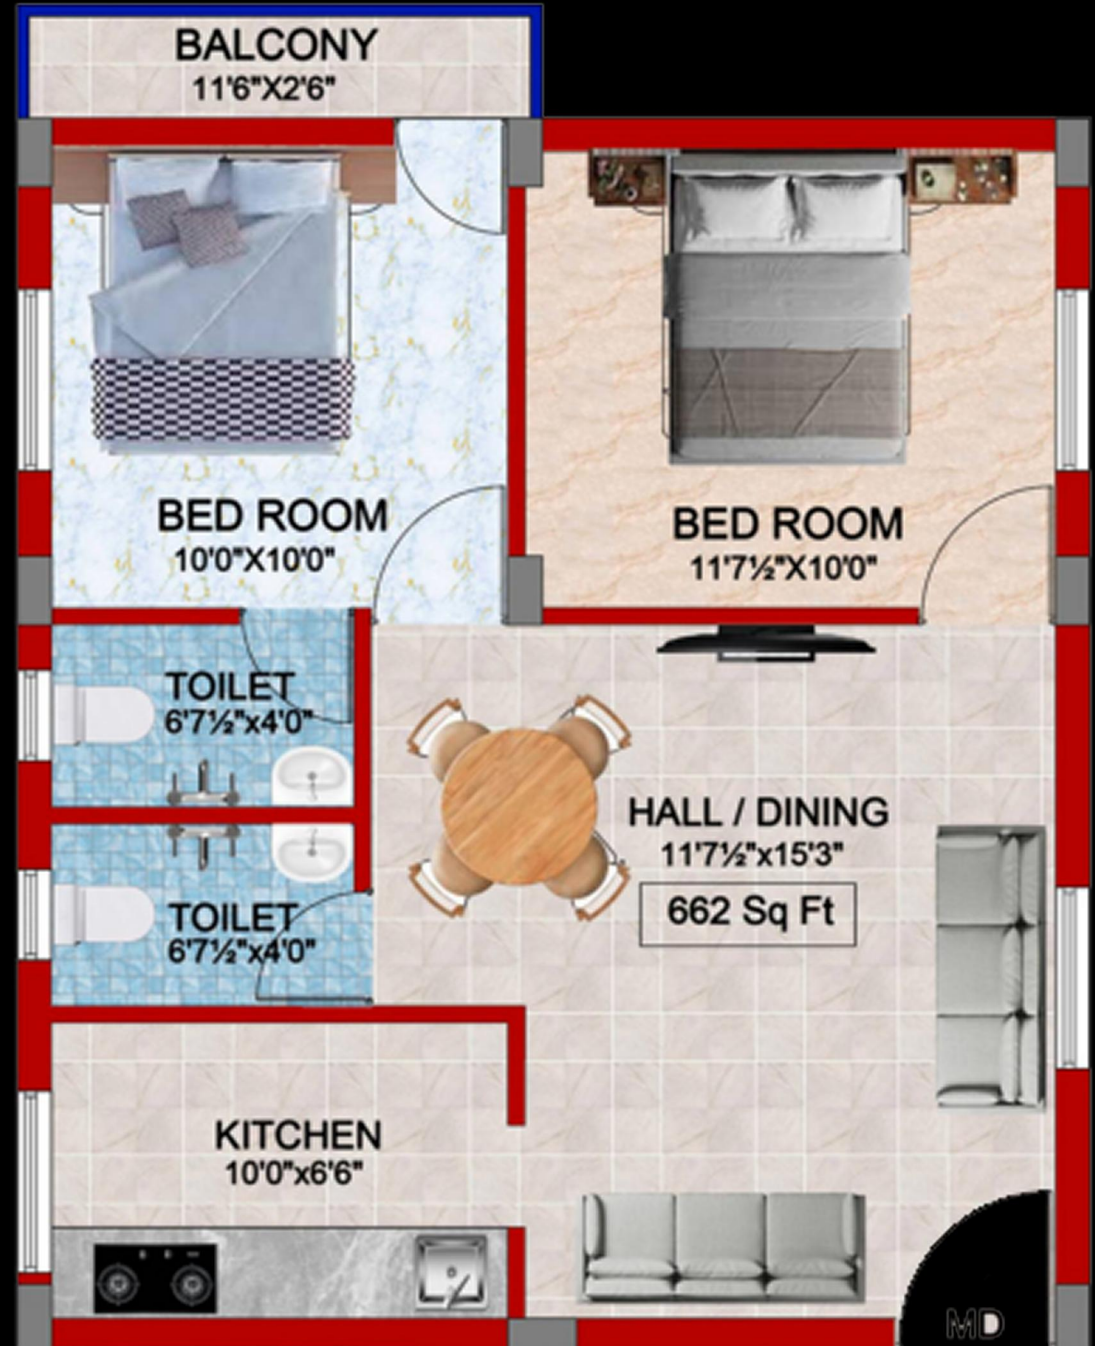 BALCONY
11'6"X2'6"
BED ROOM
10'0"X10'0"
BED ROOM
11'7½"X10'0"
TOILET
6'7½"x4'0"
HALL / DINING
11'7½"x15'3"
662 Sq Ft
TOILET
6'7½"x4'0"
KITCHEN
10'0"x6'6"
MD